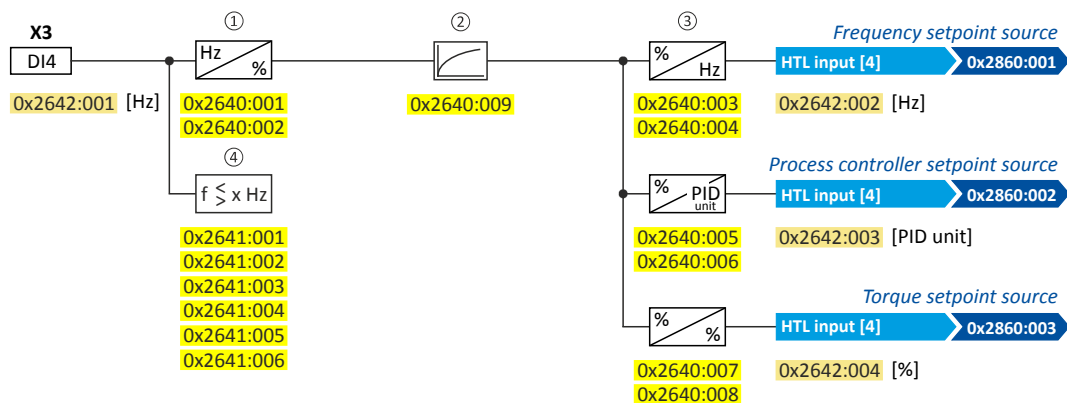 ①
②
③
Frequency setpoint source
X3
DI4
Hz
%
%
Hz
HTL input [4]
0x2860:001
0x2642:001 [Hz]
0x2640:001
0x2640:002
0x2640:009
0x2640:003
0x2640:004
0x2642:002 [Hz]
④
f ≶ x Hz
Process controller setpoint source
%
PID
unit
HTL input [4]
0x2860:002
0x2641:001
0x2641:002
0x2641:003
0x2641:004
0x2641:005
0x2641:006
0x2640:005
0x2640:006
0x2642:003 [PID unit]
Torque setpoint source
%
%
HTL input [4]
0x2860:003
0x2640:007
0x2640:008
0x2642:004 [%]